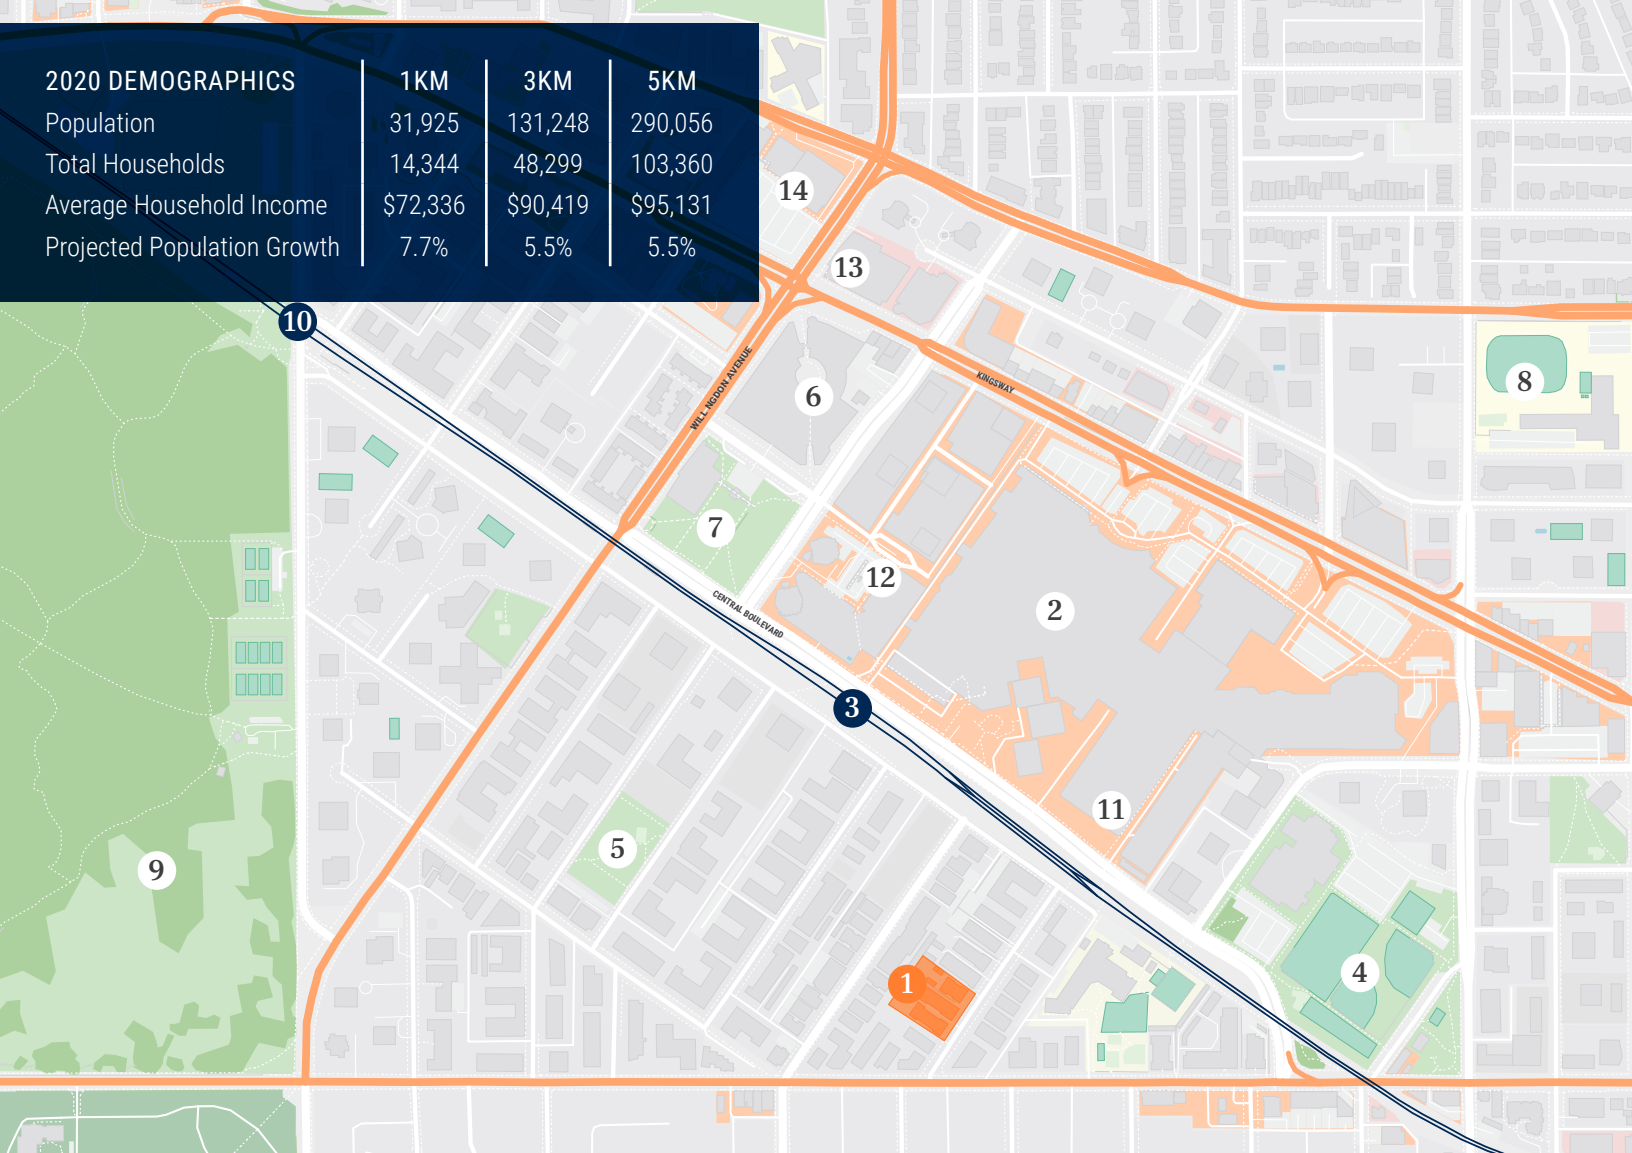 2020 DEMOGRAPHICS 1KM 3KM 5KM
Population 31,925 131,248 290,056
Total Households 14,344 48,299 103,360
Average Household Income $72,336 $90,419 $95,131
Projected Population Growth 7.7% 5.5% 5.5%
14
13
10
WILL NGDON AVENUE
6
KINGSWAY
8
7
12
CENTRAL BOULEVARD
2
3
11
5
9
1
4